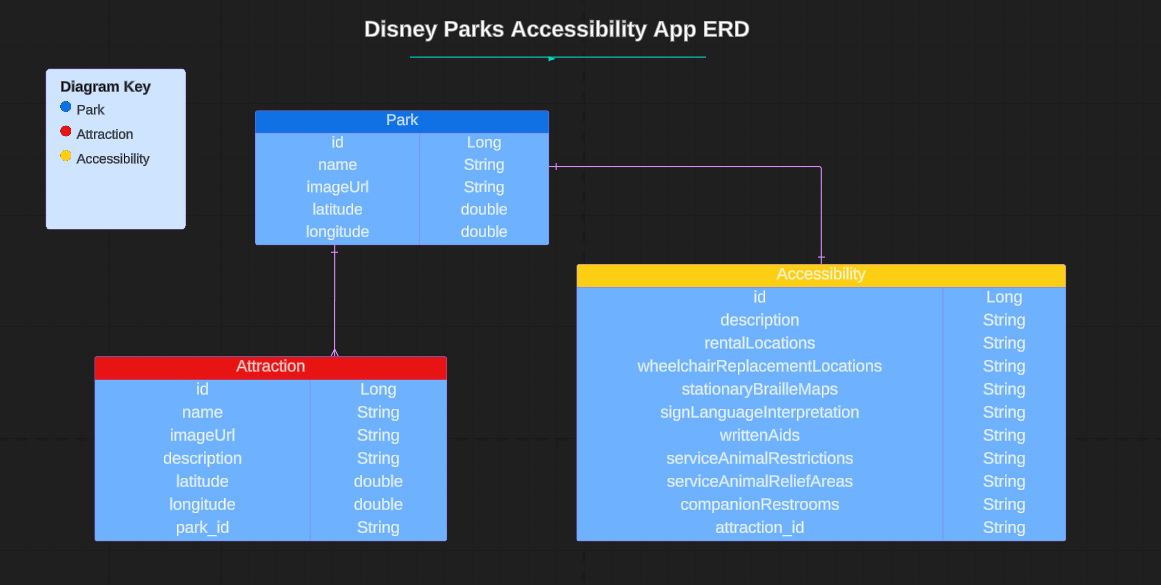 Disney Parks Accessibility App ERD
Diagram Key
Park
Attraction
Accessibility
Park
id Long
name String
imageUrl String
latitude double
longitude double
Attraction
id Long
name String
imageUrl String
description String
latitude double
longitude double
park_id String
Accessibility
id Long
description String
rentalLocations String
wheelchairReplacementLocations String
stationaryBrailleMaps String
signLanguageInterpretation String
writtenAids String
serviceAnimalRestrictions String
serviceAnimalReliefAreas String
companionRestrooms String
attraction_id String